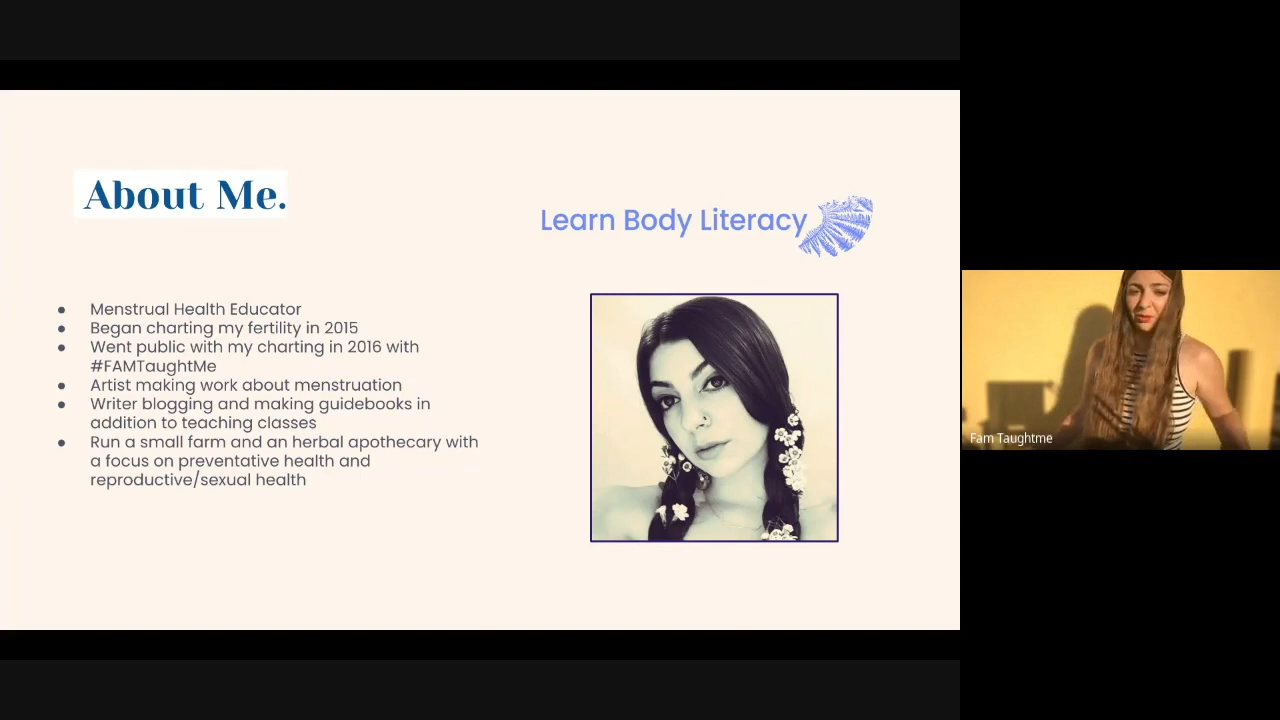 About Me.
Learn Body Literacy
● Menstrual Health Educator
● Began charting my fertility in 2015
● Went public with my charting in 2016 with
#FAMTaughtMe
● Artist making work about menstruation
● Writer blogging and making guidebooks in
addition to teaching classes
● Run a small farm and an herbal apothecary with
a focus on preventative health and
reproductive/sexual health
Fam Taughtme